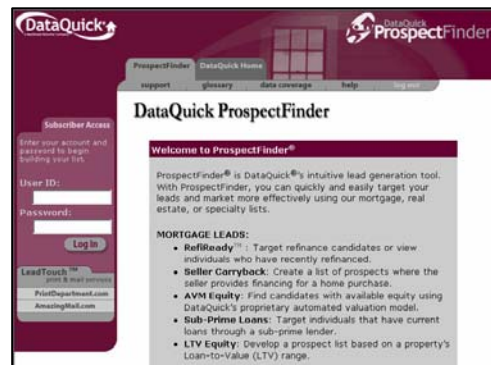 DataQuick
DataQuick
ProspectFinder
ProspectFinder DataQuick Home
support glossary data coverage help log out
DataQuick ProspectFinder
Subscriber Access
Enter your account and
password to begin
building your list.
User ID:
Password:
Log In
LeadTouch ™
print & mail services
PrintDepartment.com
AmazingMail.com
Welcome to ProspectFinder®
ProspectFinder® is DataQuick®'s intuitive lead generation tool.
With ProspectFinder, you can quickly and easily target your
leads and market more effectively using our mortgage, real
estate, or specialty lists.
MORTGAGE LEADS:
• RefiReady™ : Target refinance candidates or view
individuals who have recently refinanced.
• Seller Carryback: Create a list of prospects where the
seller provides financing for a home purchase.
• AVM Equity: Find candidates with available equity using
DataQuick's proprietary automated valuation model.
• Sub-Prime Loans: Target individuals that have current
loans through a sub-prime lender.
• LTV Equity: Develop a prospect list based on a property's
Loan-to-Value (LTV) range.